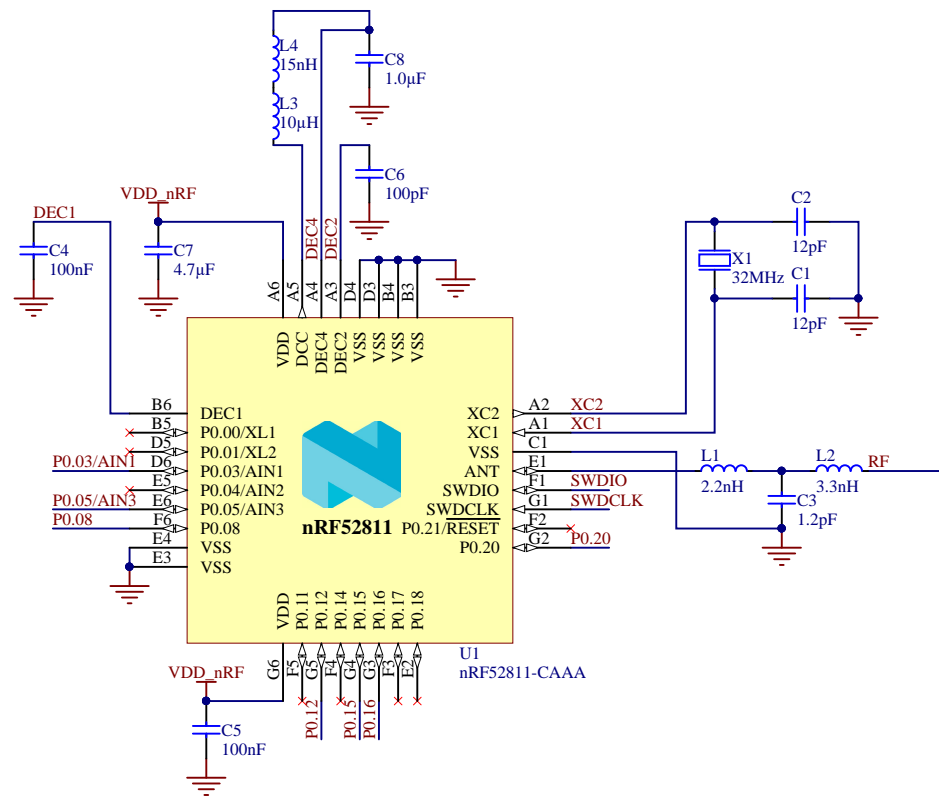 L4
15nH
L3
10µH
C8
1.0µF
C6
100pF
VDD_nRF
DEC1
C4
100nF
C7
4.7µF
DEC4
DEC2
A6
A5
A4
A3
D4
D3
B4
B3
VDD
DCC
DEC4
DEC2
VSS
VSS
VSS
VSS
C2
12pF
X1
32MHz
C1
12pF
B6 DEC1
B5 P0.00/XL1
D5 P0.01/XL2
P0.03/AIN1 D6 P0.03/AIN1
E5 P0.04/AIN2
P0.05/AIN3 E6 P0.05/AIN3
P0.08 F6 P0.08
E4 VSS
E3 VSS
nRF52811
XC2 A2 XC2
XC1 A1 XC1
VSS C1
ANT E1
SWDIO F1 SWDIO
SWDCLK G1 SWDCLK
P0.21/RESET F2
P0.20 G2 P0.20
L1
2.2nH
L2
3.3nH
RF
C3
1.2pF
VDD
P0.11
P0.12
P0.14
P0.15
P0.16
P0.17
P0.18
G6
F5
G5
F4
G4
G3
F3
E2
P0.12
P0.15
P0.16
U1
nRF52811-CAAA
VDD_nRF
C5
100nF